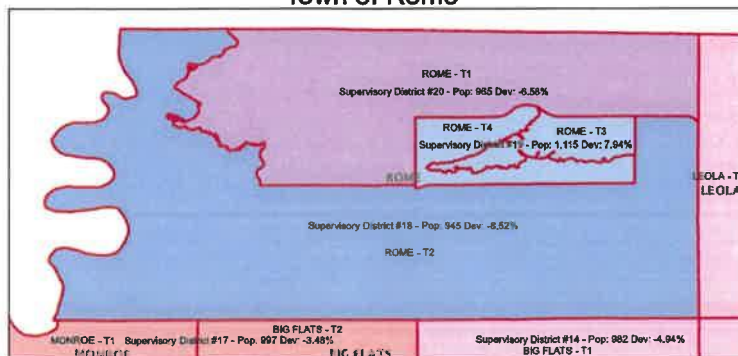 Town of Rome
ROME - T1
Supervisory District #20 - Pop: 965 Dev: -6.58%
ROME - T4
ROME - T3
Supervisory District #19 - Pop: 1,115 Dev: 7.94%
ROME
LEOLA - T
LEOLA
Supervisory District #18 - Pop: 945 Dev: -8.52%
ROME - T2
BIG FLATS - T2
MONROE - T1 Supervisory District #17 - Pop: 997 Dev: -3.48%
Supervisory District #14 - Pop: 982 Dev: -4.94%
MONROE
BIG FLATS
BIG FLATS - T1